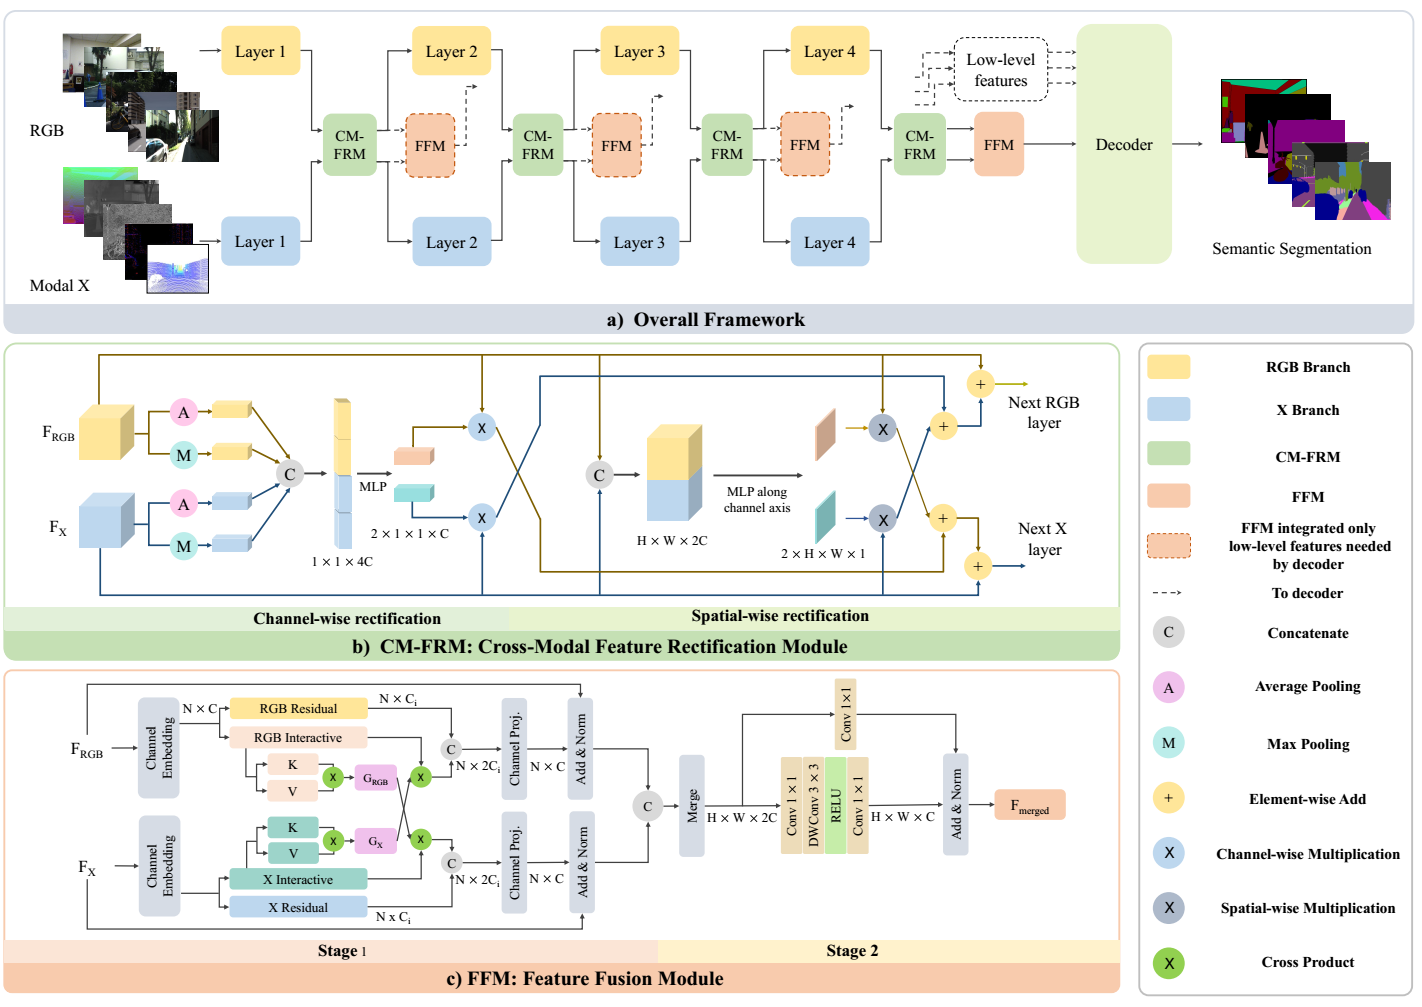 RGB
Modal X
Layer 1
Layer 2
Layer 3
Layer 4
CM-
FRM
FFM
CM-
FRM
FFM
CM-
FRM
FFM
CM-
FRM
FFM
Layer 1
Layer 2
Layer 3
Layer 4
Low-level
features
Decoder
Semantic Segmentation
a) Overall Framework
F_RGB
F_X
A
M
A
M
C
1 × 1 × 4C
MLP
2 × 1 × 1 × C
X
X
C
H × W × 2C
MLP along
channel axis
2 × H × W × 1
X
X
+
+
+
+
Next RGB
layer
Next X
layer
Channel-wise rectification
Spatial-wise rectification
b) CM-FRM: Cross-Modal Feature Rectification Module
F_RGB
F_X
Channel
Embedding
Channel
Embedding
N × C
RGB Residual
RGB Interactive
K
V
X
G_RGB
K
V
X
G_X
X Interactive
X Residual
N × C_i
N x C_i
X
X
C
C
N × 2C_i
N × 2C_i
Channel Proj.
Channel Proj.
N × C
N × C
Add & Norm
Add & Norm
C
Merge
H × W × 2C
Conv 1×1
Conv 1 × 1
DWConv 3 × 3
RELU
Conv 1 × 1
H × W × C
Add & Norm
F_merged
Stage 1
Stage 2
c) FFM: Feature Fusion Module
RGB Branch
X Branch
CM-FRM
FFM
FFM integrated only
low-level features needed
by decoder
To decoder
C
Concatenate
A
Average Pooling
M
Max Pooling
+
Element-wise Add
X
Channel-wise Multiplication
X
Spatial-wise Multiplication
X
Cross Product